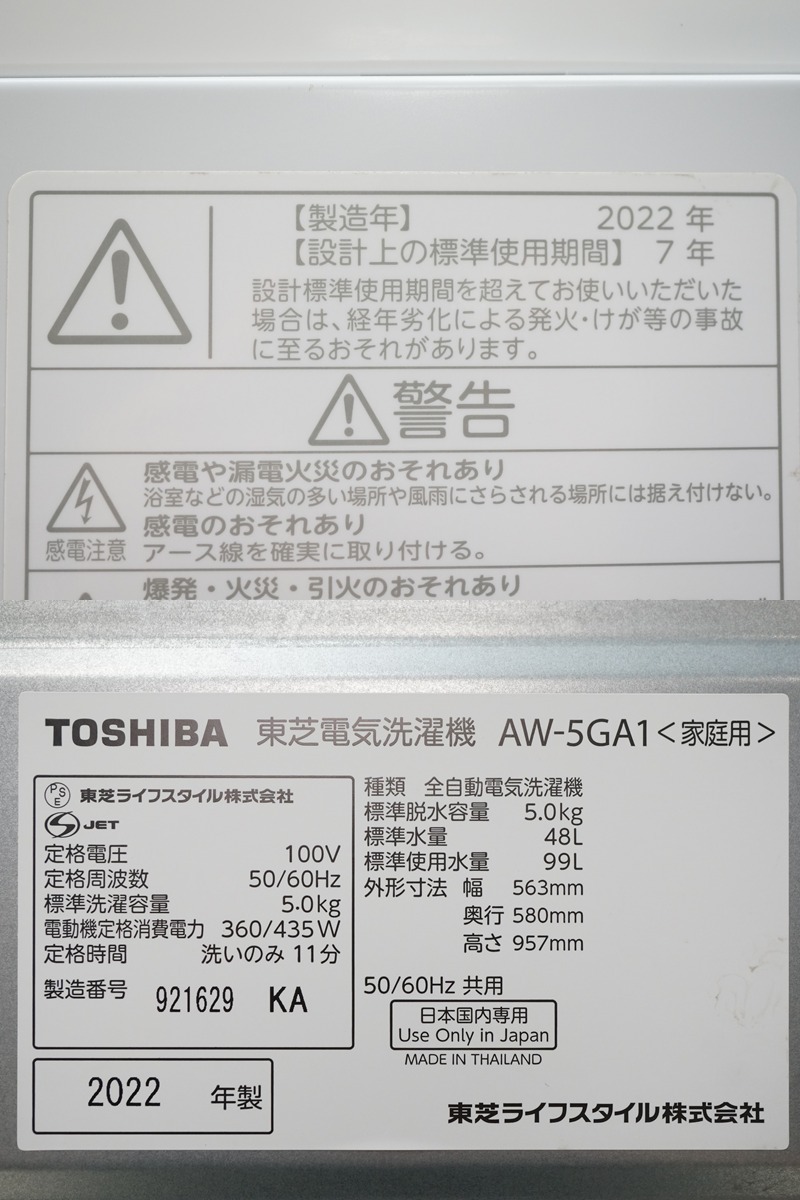 【製造年】 2022 年
【設計上の標準使用期間】 7 年
設計標準使用期間を超えてお使いいただいた
場合は、経年劣化による発火・けが等の事故
に至るおそれがあります。
警告
感電や漏電火災のおそれあり
浴室などの湿気の多い場所や風雨にさらされる場所には据え付けない。
感電のおそれあり
感電注意 アース線を確実に取り付ける。
爆発・火災・引火のおそれあり
TOSHIBA 東芝電気洗濯機 AW-5GA1<家庭用>
PSE 東芝ライフスタイル株式会社
JET
定格電圧 100V
定格周波数 50/60Hz
標準洗濯容量 5.0kg
電動機定格消費電力 360/435W
定格時間 洗いのみ 11分
製造番号 921629 KA
2022 年製
種類 全自動電気洗濯機
標準脱水容量 5.0kg
標準水量 48L
標準使用水量 99L
外形寸法 幅 563mm
奥行 580mm
高さ 957mm
50/60Hz 共用
日本国内専用
Use Only in Japan
MADE IN THAILAND
東芝ライフスタイル株式会社